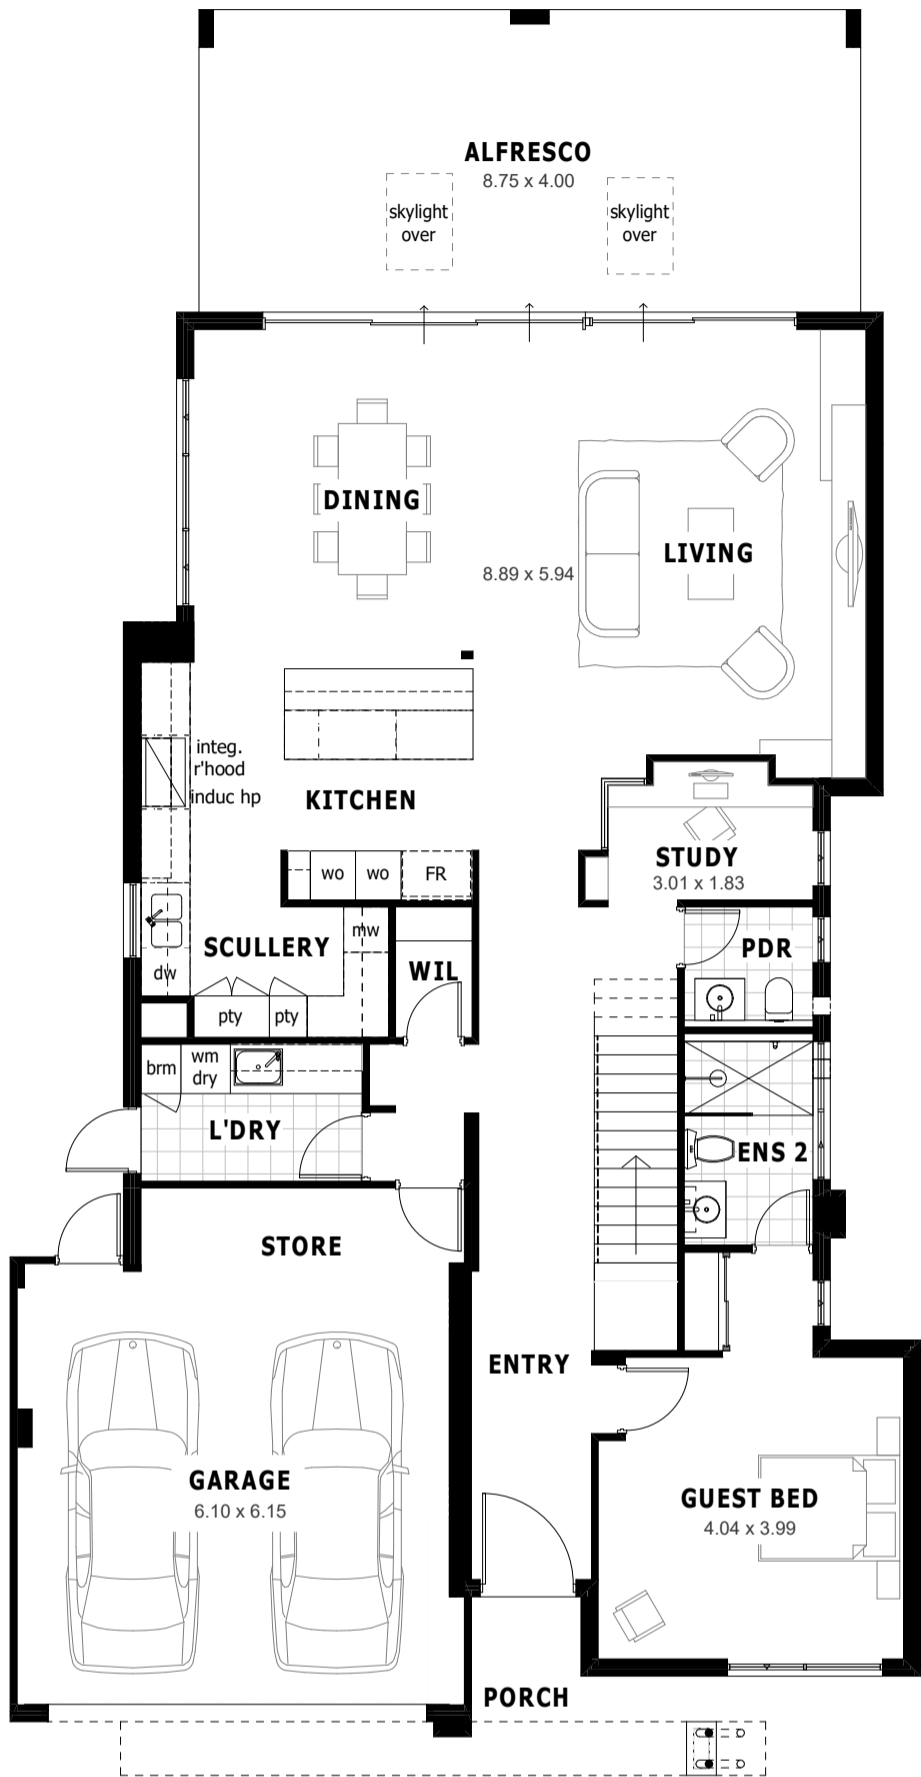 ALFRESCO
8.75 x 4.00
skylight
over
skylight
over
DINING
LIVING
8.89 x 5.94
integ.
r'hood
induc hp
KITCHEN
wo
wo
FR
STUDY
3.01 x 1.83
mw
SCULLERY
WIL
PDR
dw
pty
pty
brm
wm
dry
L'DRY
ENS 2
STORE
ENTRY
GARAGE
6.10 x 6.15
GUEST BED
4.04 x 3.99
PORCH